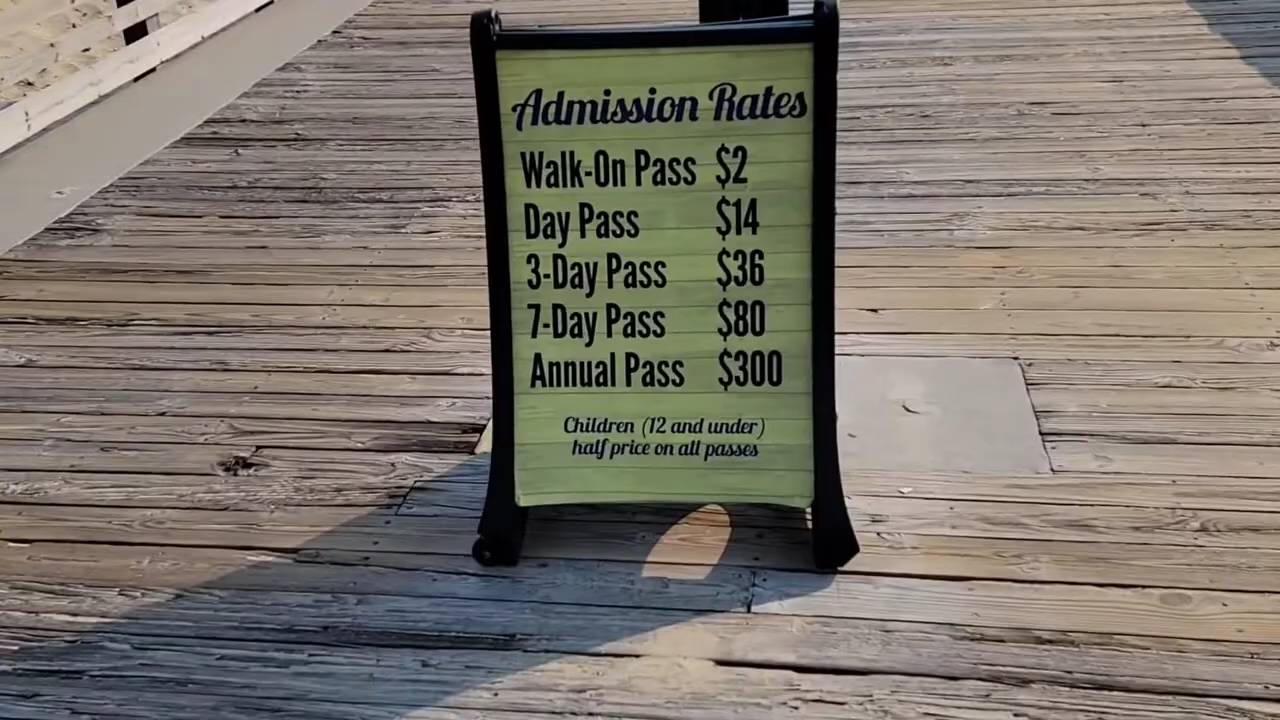 Admission Rates
Walk-On Pass $2
Day Pass $14
3-Day Pass $36
7-Day Pass $80
Annual Pass $300
Children (12 and under)
half price on all passes